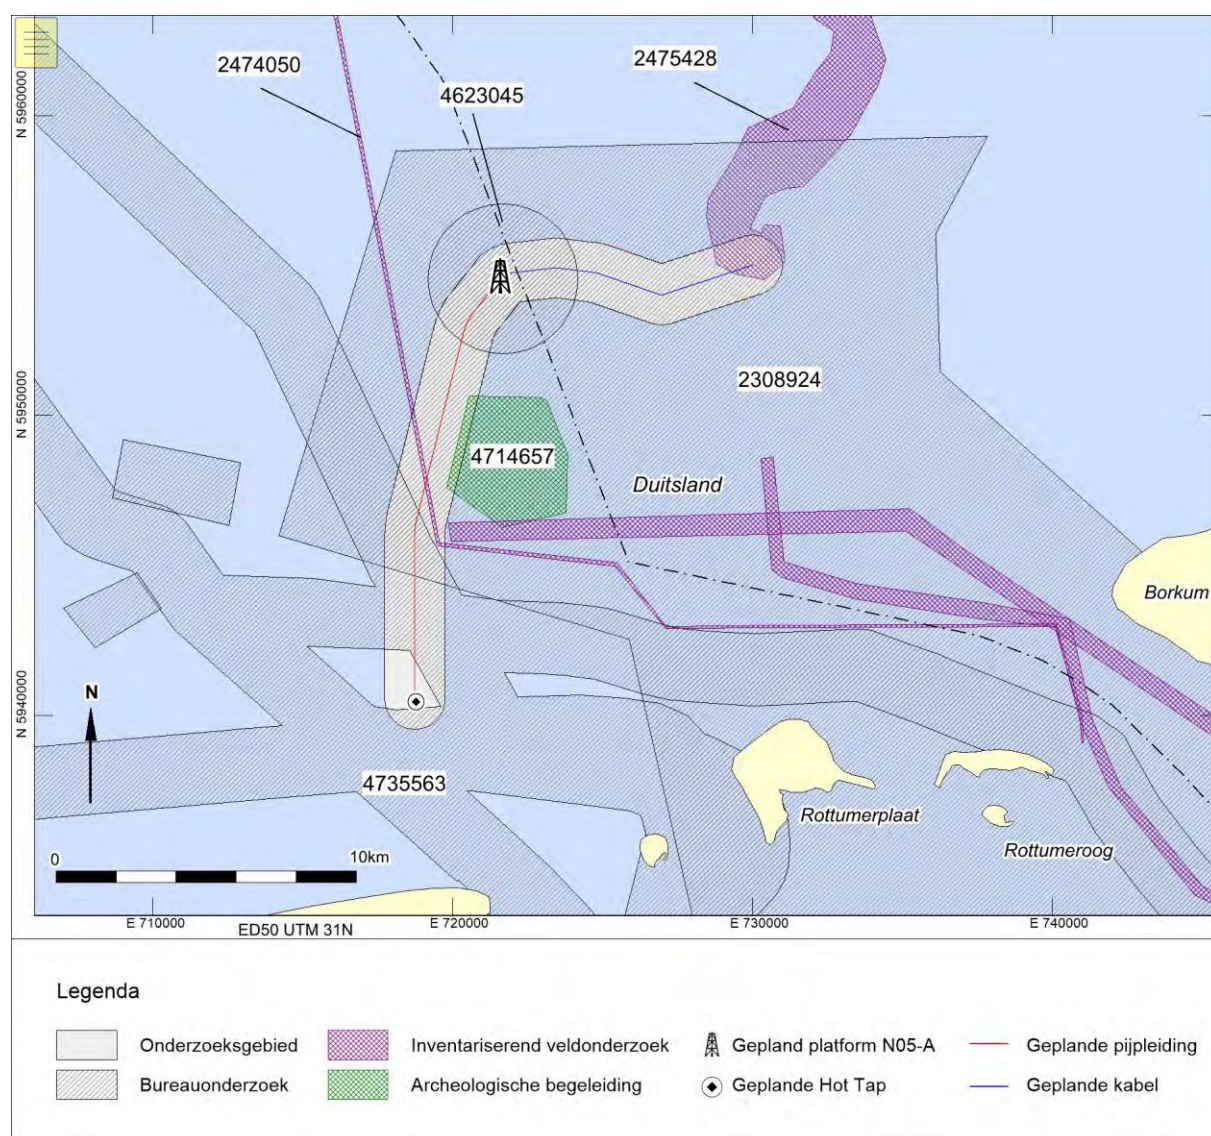 2474050
2475428
4623045
N 5960000
2308924
N 5950000
4714657
Duitsland
Borkum
N
N 5940000
4735563
Rottumerplaat
Rottumeroog
0 10km
E 710000 E 720000 E 730000 E 740000
ED50 UTM 31N
Legenda
Onderzoeksgebied Inventariserend veldonderzoek Gepland platform N05-A Geplande pijpleiding
Bureauonderzoek Archeologische begeleiding Geplande Hot Tap Geplande kabel